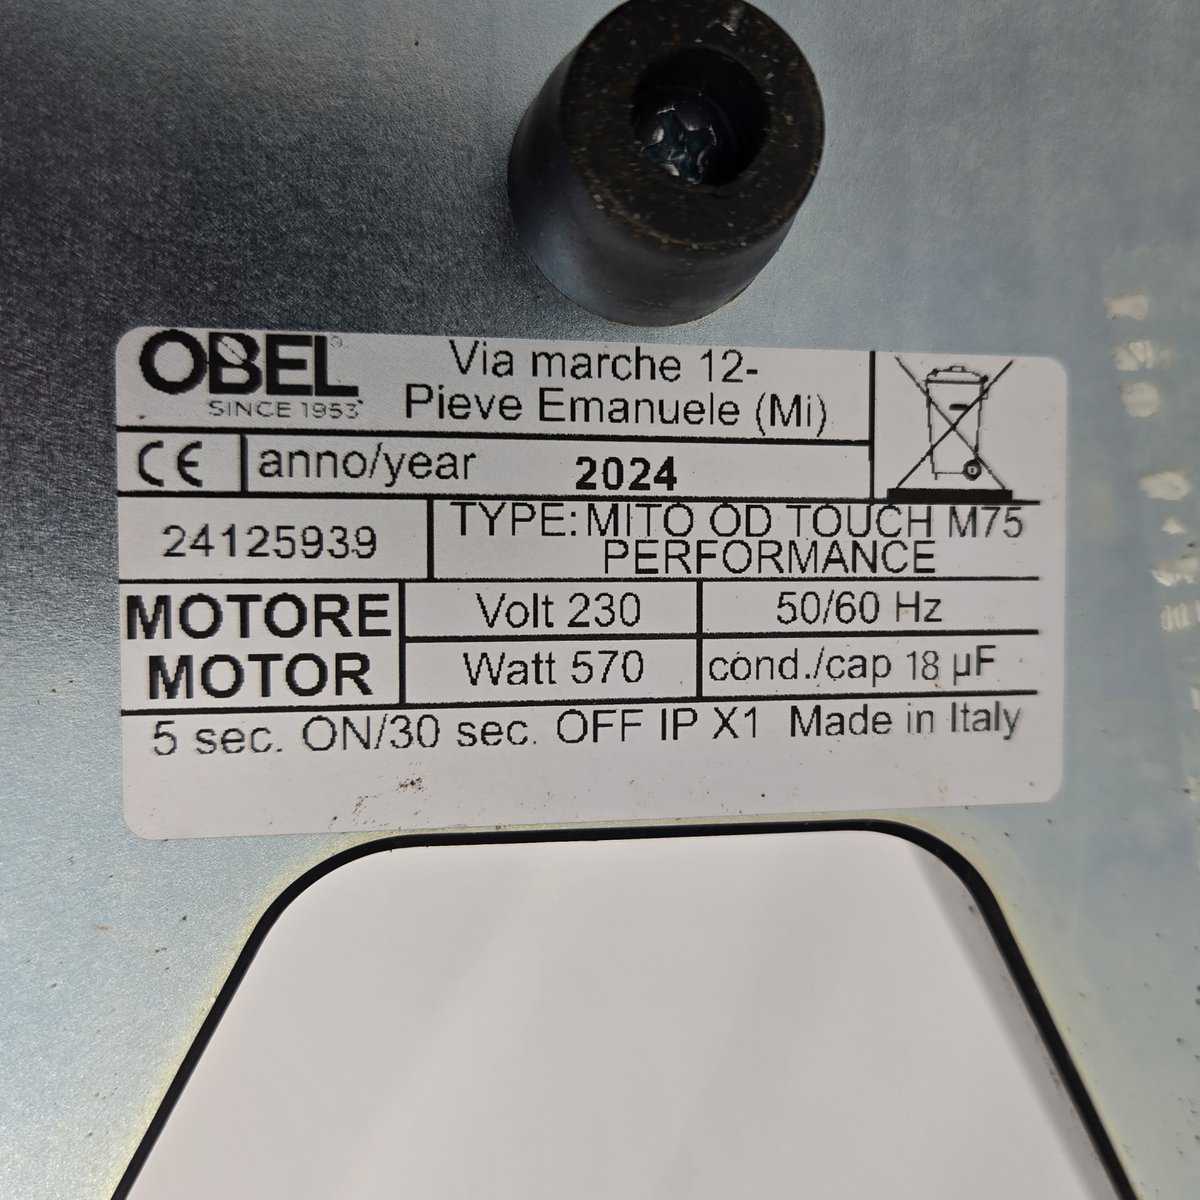 OBEL®
SINCE 1953
Via marche 12-
Pieve Emanuele (Mi)
CE anno/year 2024
24125939
TYPE: MITO OD TOUCH M75
PERFORMANCE
MOTORE
MOTOR
Volt 230
50/60 Hz
Watt 570
cond./cap 18 µF
5 sec. ON/30 sec. OFF IP X1 Made in Italy